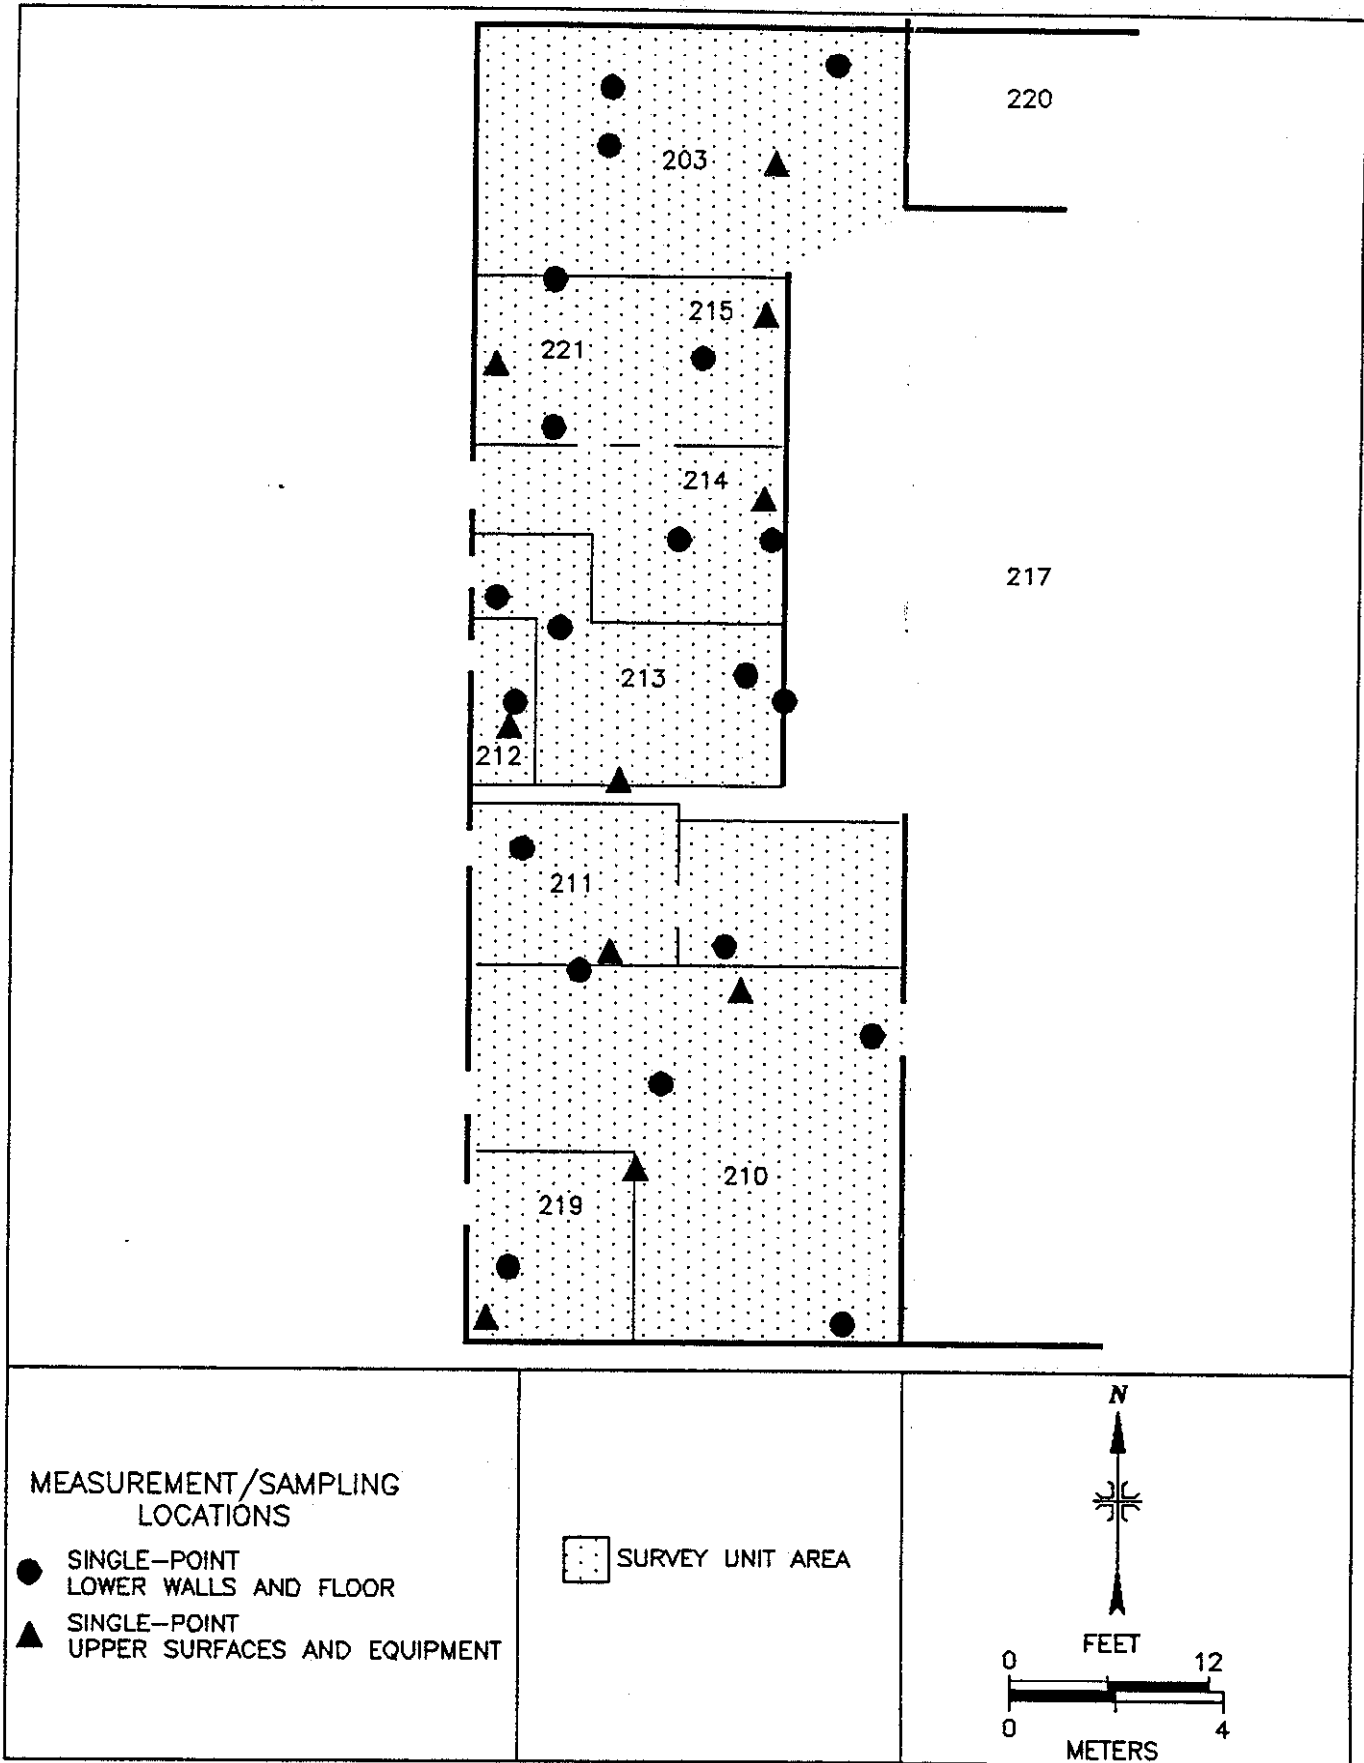 220
203
215
221
214
217
213
212
211
210
219
MEASUREMENT/SAMPLING
LOCATIONS
SINGLE-POINT
LOWER WALLS AND FLOOR
SINGLE-POINT
UPPER SURFACES AND EQUIPMENT
SURVEY UNIT AREA
N
FEET
0 12
0 4
METERS